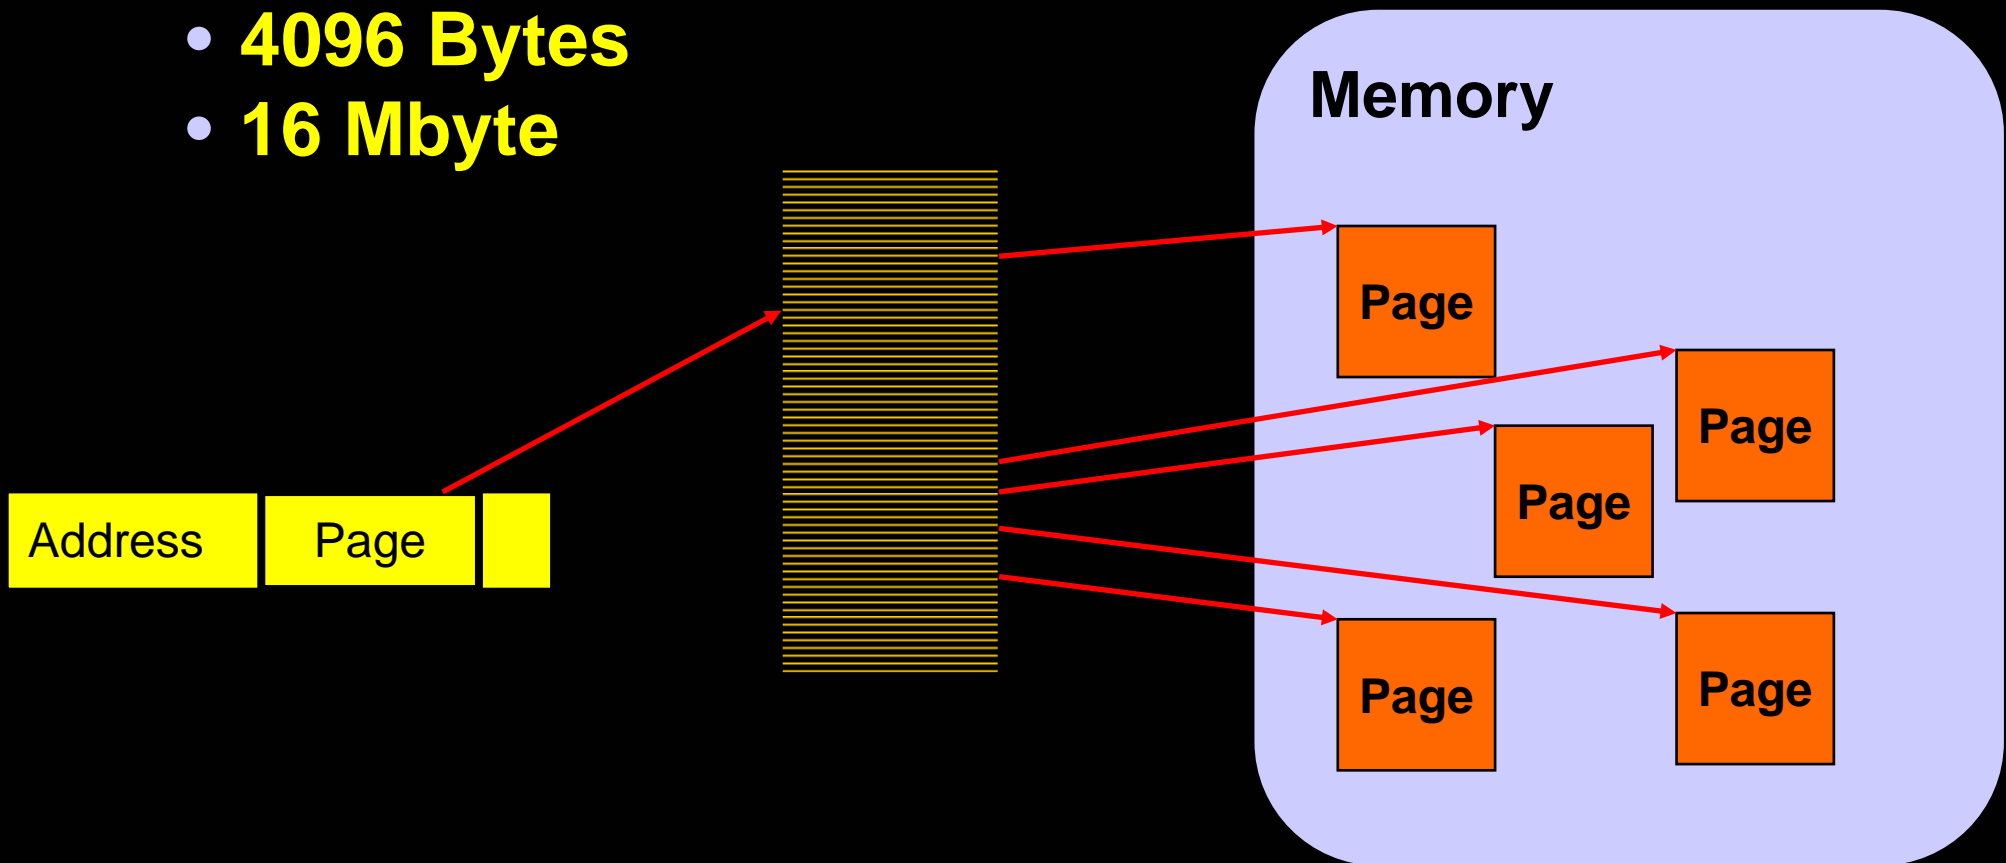 • 4096 Bytes
• 16 Mbyte
Memory
Page
Page
Page
Address Page
Page
Page